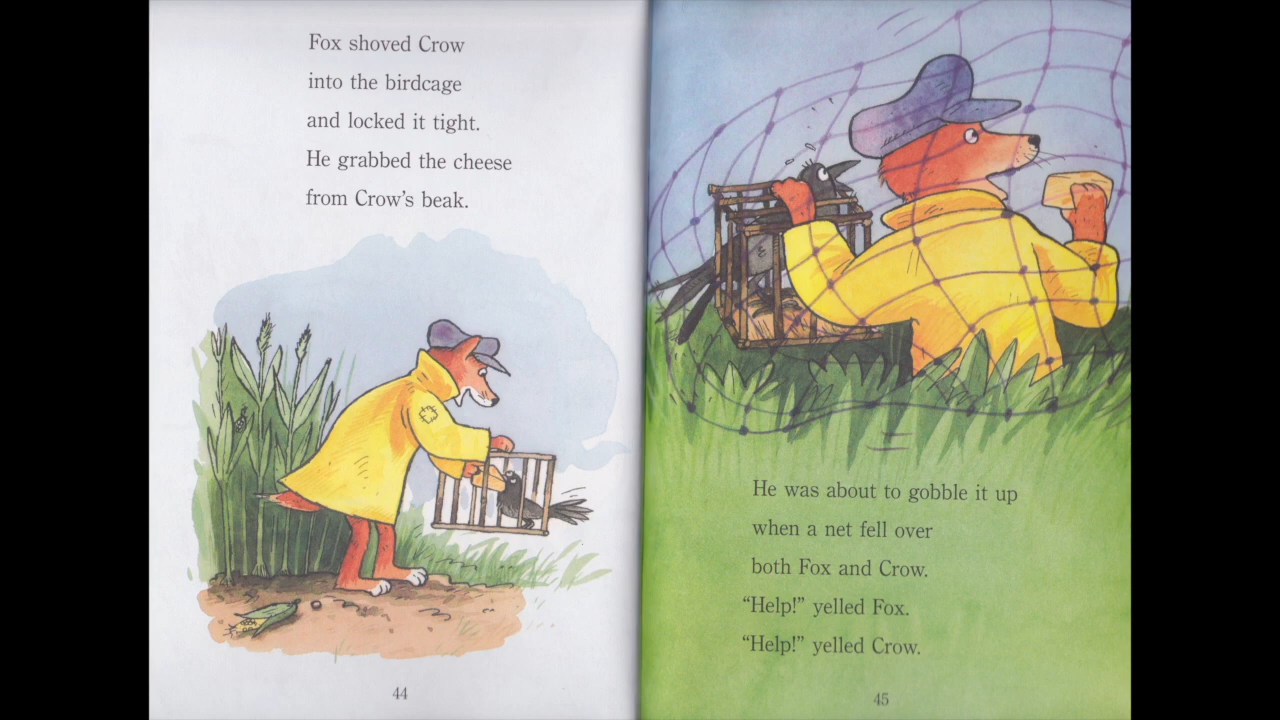 Fox shoved Crow
into the birdcage
and locked it tight.
He grabbed the cheese
from Crow's beak.
44
He was about to gobble it up
when a net fell over
both Fox and Crow.
“Help!” yelled Fox.
“Help!” yelled Crow.
45